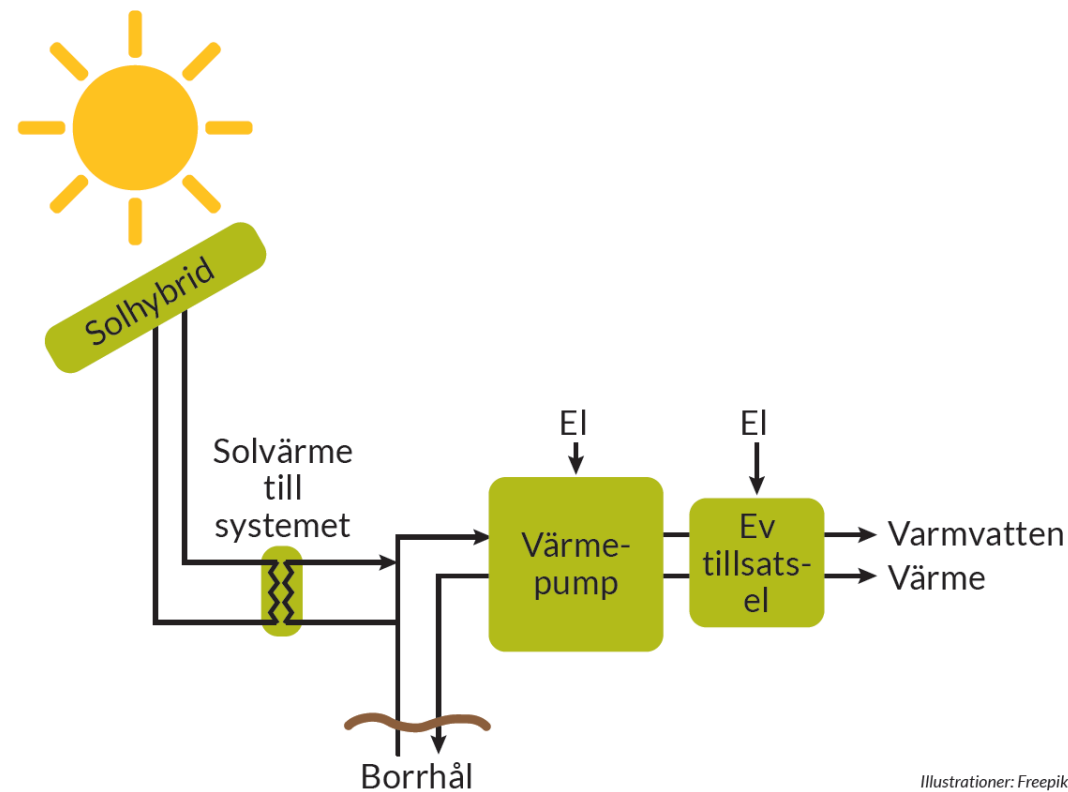 Solhybrid
Solvärme
till
systemet
El
El
Värme-
pump
Ev
tillsats-
el
Varmvatten
Värme
Borrhål
Illustrationer: Freepik